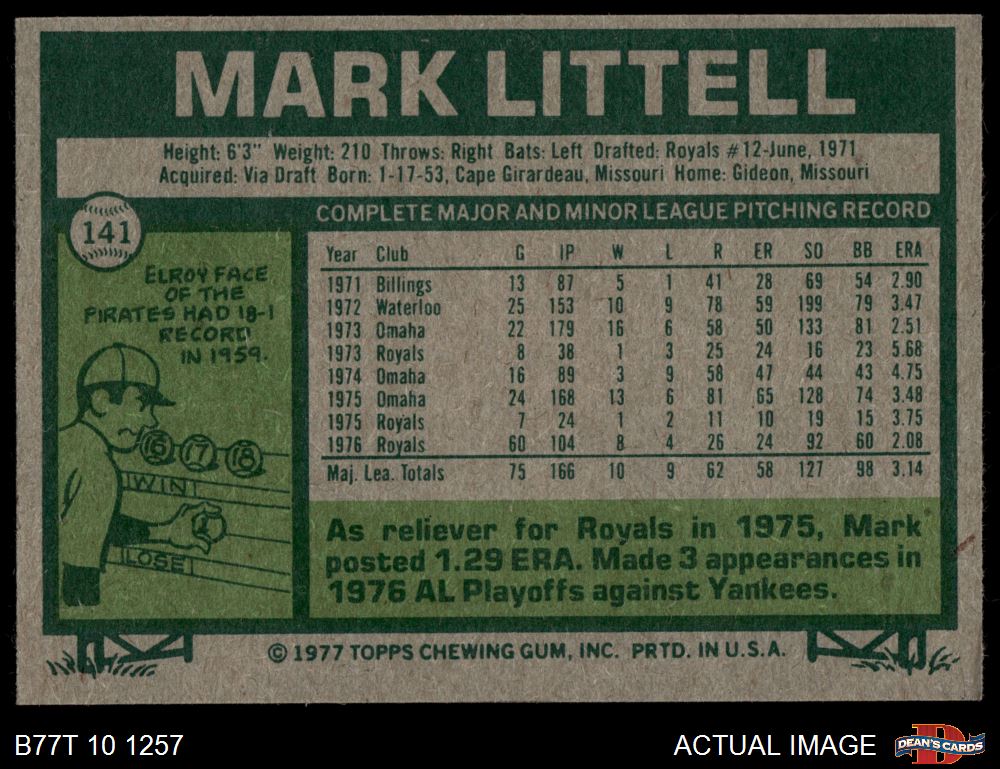 MARK LITTELL
Height: 6'3" Weight: 210 Throws: Right Bats: Left Drafted: Royals #12-June, 1971
Acquired: Via Draft Born: 1-17-53, Cape Girardeau, Missouri Home: Gideon, Missouri
141
ELROY FACE
OF THE
PIRATES HAD 18-1
RECORD
IN 1959.
16 17 18
WIN
1
LOSE
COMPLETE MAJOR AND MINOR LEAGUE PITCHING RECORD
Year Club G IP W L R ER SO BB ERA
1971 Billings 13 87 5 1 41 28 69 54 2.90
1972 Waterloo 25 153 10 9 78 59 199 79 3.47
1973 Omaha 22 179 16 6 58 50 133 81 2.51
1973 Royals 8 38 1 3 25 24 16 23 5.68
1974 Omaha 16 89 3 9 58 47 44 43 4.75
1975 Omaha 24 168 13 6 81 65 128 74 3.48
1975 Royals 7 24 1 2 11 10 19 15 3.75
1976 Royals 60 104 8 4 26 24 92 60 2.08
Maj. Lea. Totals 75 166 10 9 62 58 127 98 3.14
As reliever for Royals in 1975, Mark
posted 1.29 ERA. Made 3 appearances in
1976 AL Playoffs against Yankees.
© 1977 TOPPS CHEWING GUM, INC. PRTD. IN U.S.A.
B77T 10 1257
ACTUAL IMAGE
D
DEAN'S CARDS